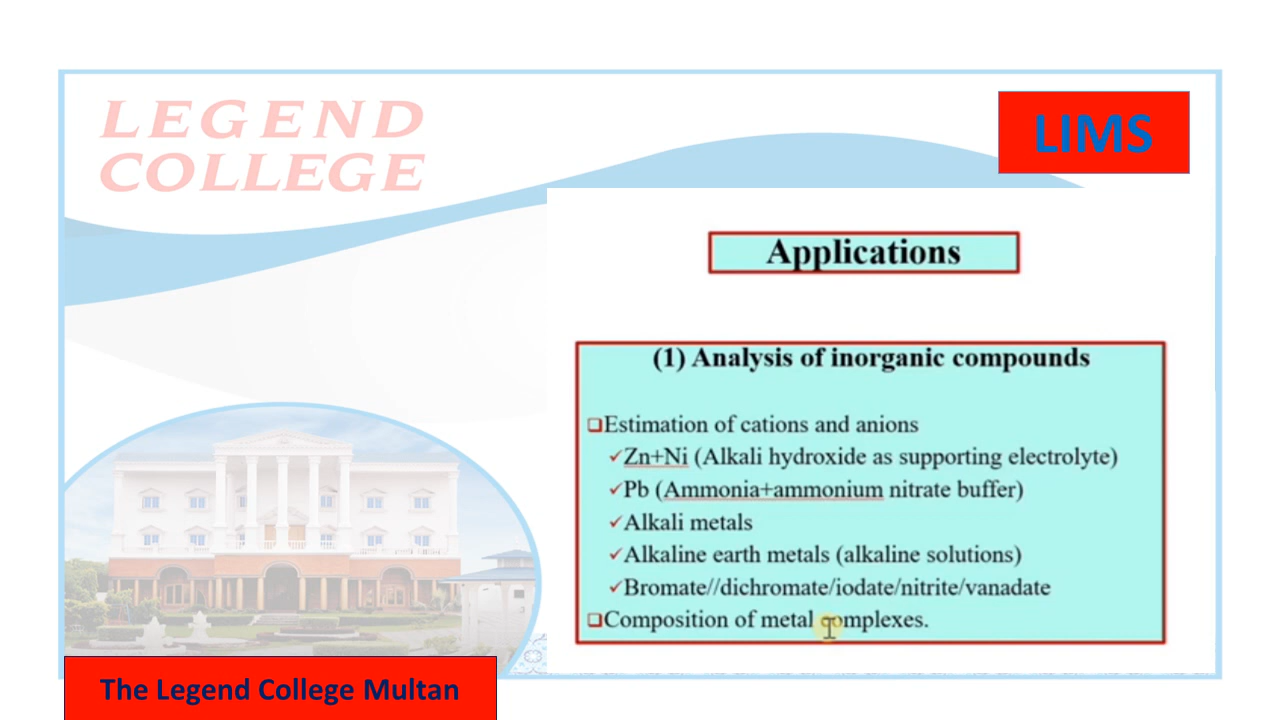 LEGEND
COLLEGE
LIMS
Applications
(1) Analysis of inorganic compounds
❑Estimation of cations and anions
✓Zn+Ni (Alkali hydroxide as supporting electrolyte)
✓Pb (Ammonia+ammonium nitrate buffer)
✓Alkali metals
✓Alkaline earth metals (alkaline solutions)
✓Bromate//dichromate/iodate/nitrite/vanadate
❑Composition of metal complexes.
The Legend College Multan